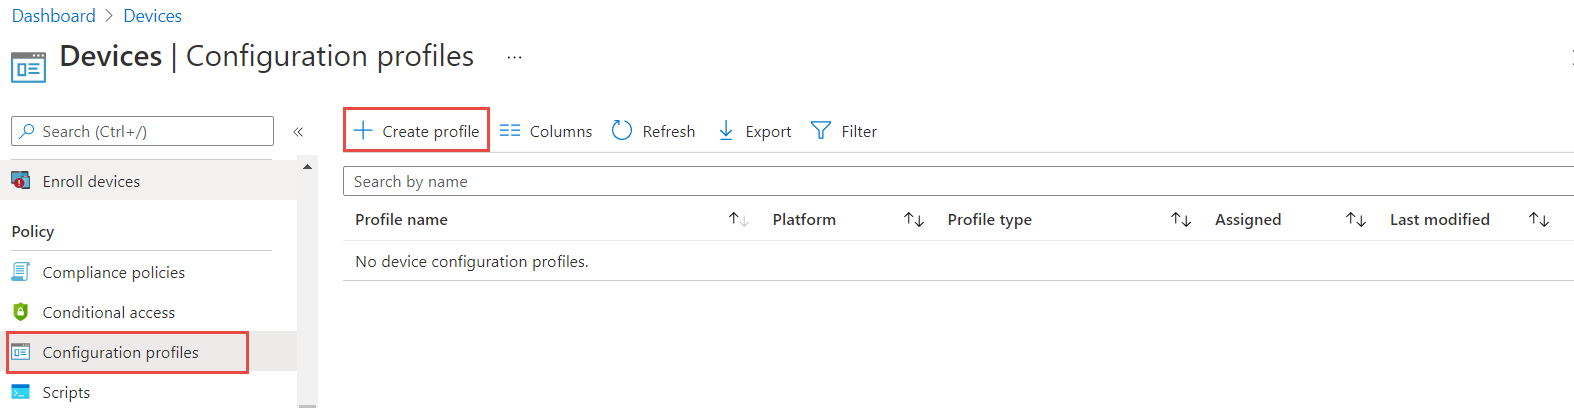 Dashboard > Devices
Devices | Configuration profiles ...
Search (Ctrl+/) «
Enroll devices
Policy
Compliance policies
Conditional access
Configuration profiles
Scripts
Create profile Columns Refresh Export Filter
Search by name
Profile name Platform Profile type Assigned Last modified
No device configuration profiles.